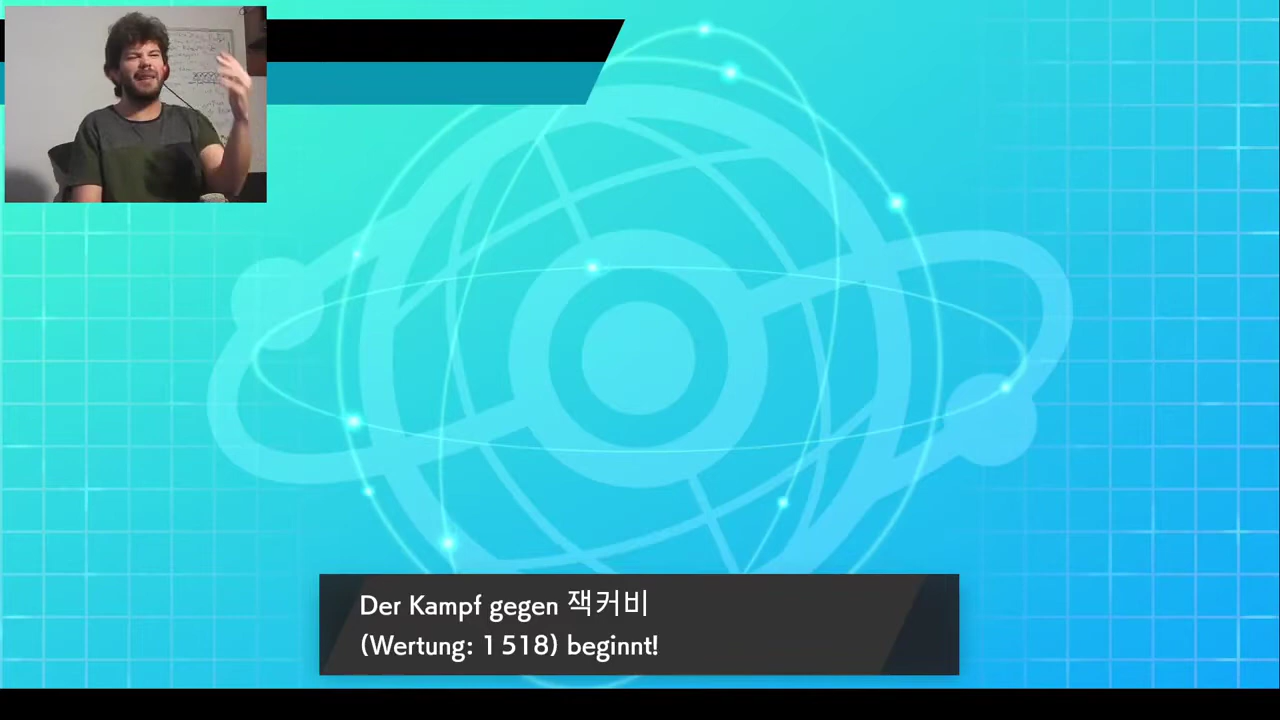 Der Kampf gegen 잭커비
(Wertung: 1 518) beginnt!